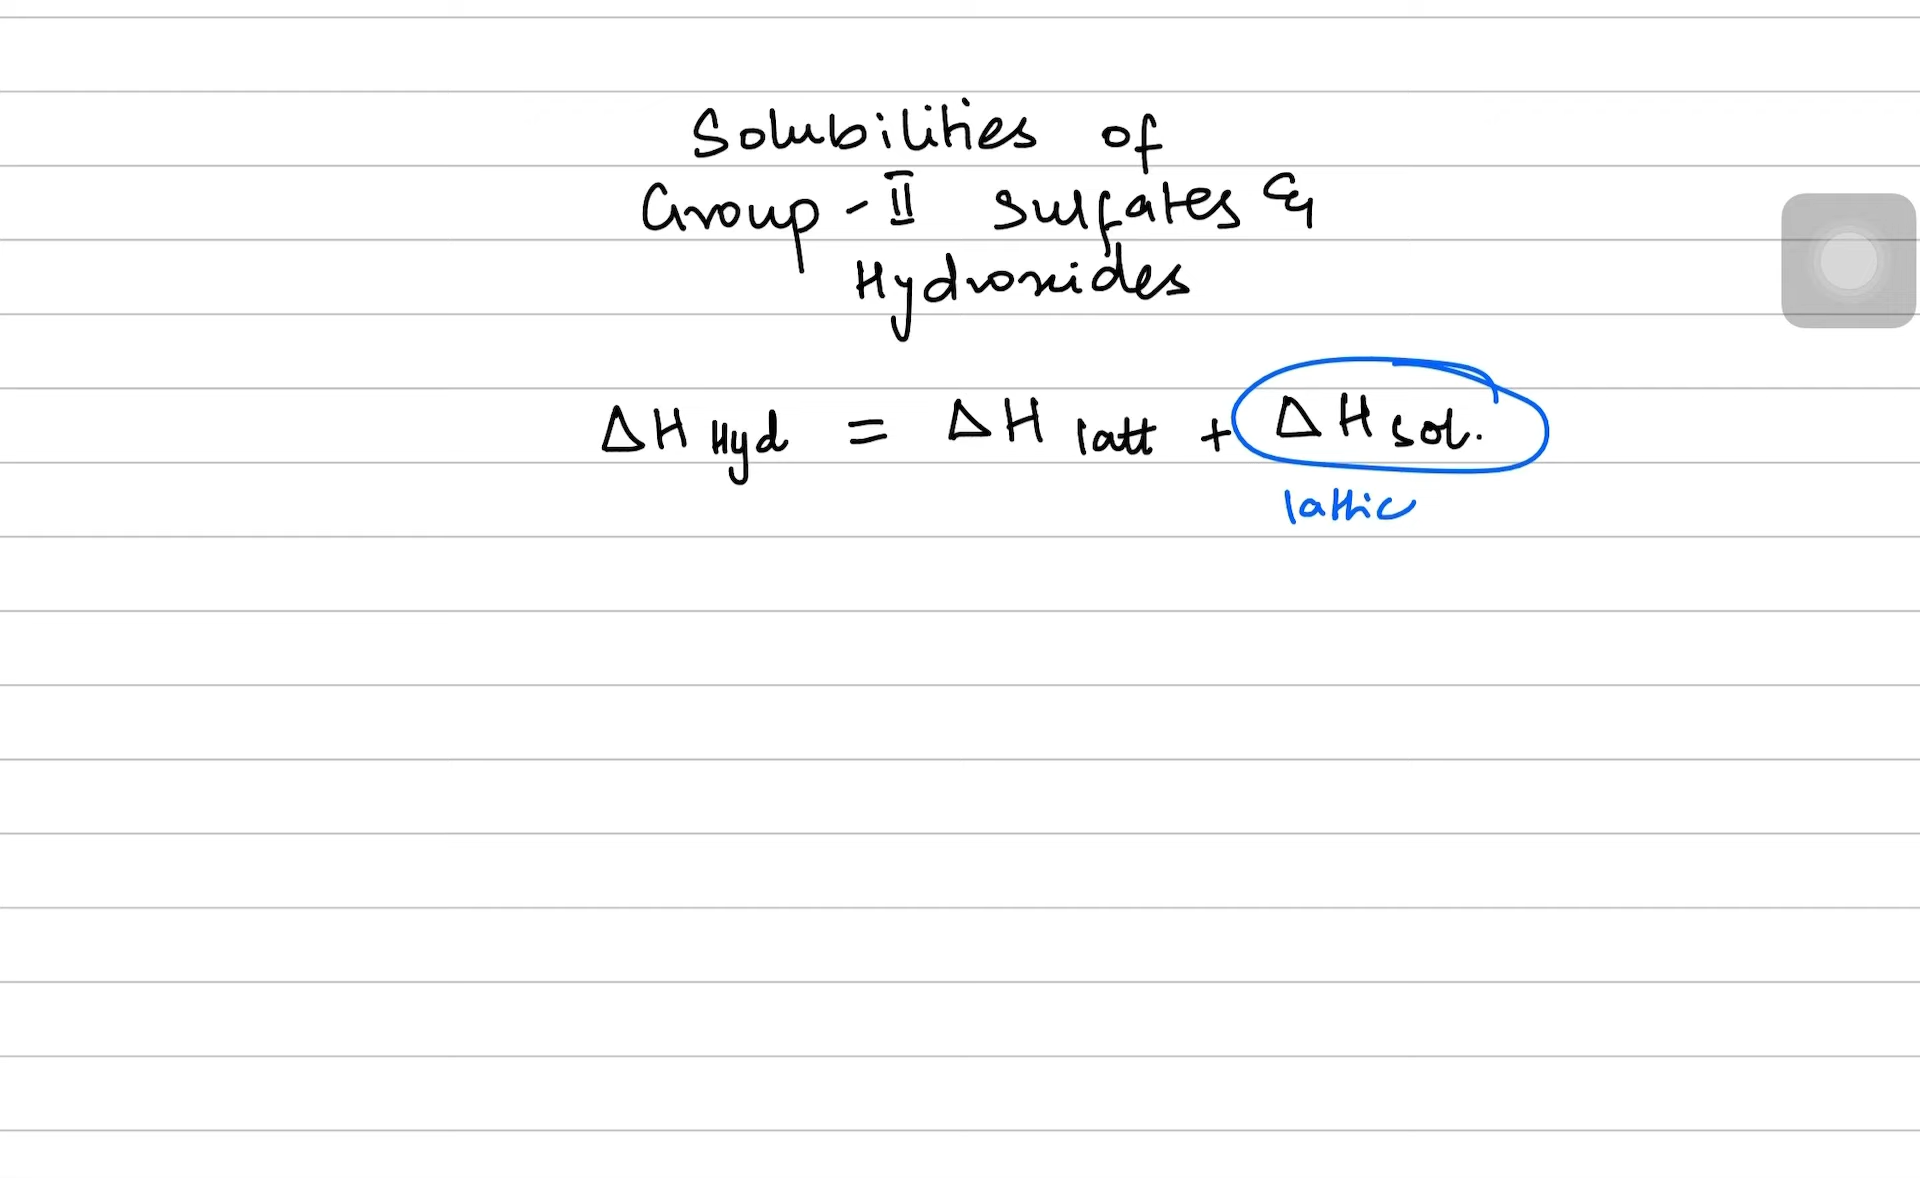 Solubilities of
Group-II sulfates &
Hydroxides
ΔH Hyd = ΔH latt + ΔH sol.
lattic